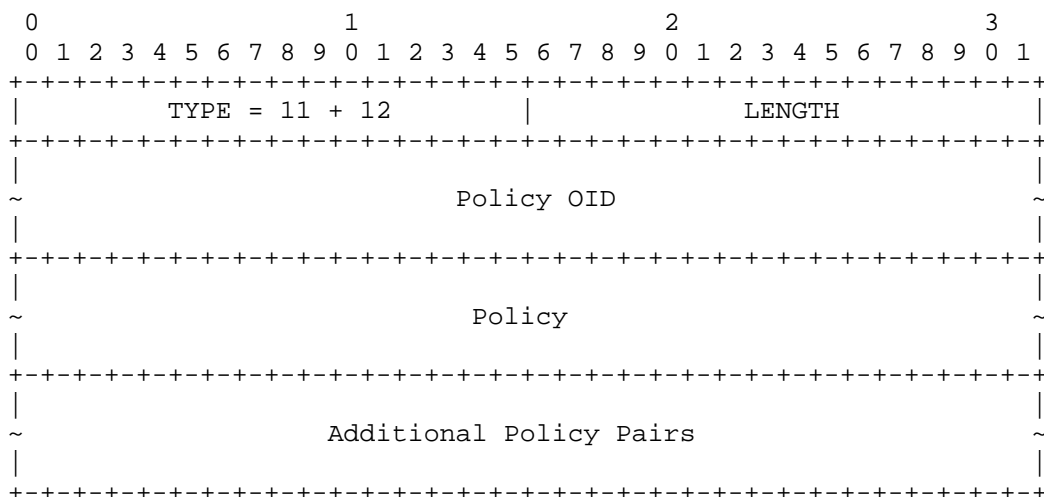 0                   1                   2                   3
 0 1 2 3 4 5 6 7 8 9 0 1 2 3 4 5 6 7 8 9 0 1 2 3 4 5 6 7 8 9 0 1
+-+-+-+-+-+-+-+-+-+-+-+-+-+-+-+-+-+-+-+-+-+-+-+-+-+-+-+-+-+-+-+-+
|         TYPE = 11 + 12        |             LENGTH            |
+-+-+-+-+-+-+-+-+-+-+-+-+-+-+-+-+-+-+-+-+-+-+-+-+-+-+-+-+-+-+-+-+
|                                                               |
~                           Policy OID                          ~
|                                                               |
+-+-+-+-+-+-+-+-+-+-+-+-+-+-+-+-+-+-+-+-+-+-+-+-+-+-+-+-+-+-+-+-+
|                                                               |
~                            Policy                             ~
|                                                               |
+-+-+-+-+-+-+-+-+-+-+-+-+-+-+-+-+-+-+-+-+-+-+-+-+-+-+-+-+-+-+-+-+
|                                                               |
~                   Additional Policy Pairs                     ~
|                                                               |
+-+-+-+-+-+-+-+-+-+-+-+-+-+-+-+-+-+-+-+-+-+-+-+-+-+-+-+-+-+-+-+-+